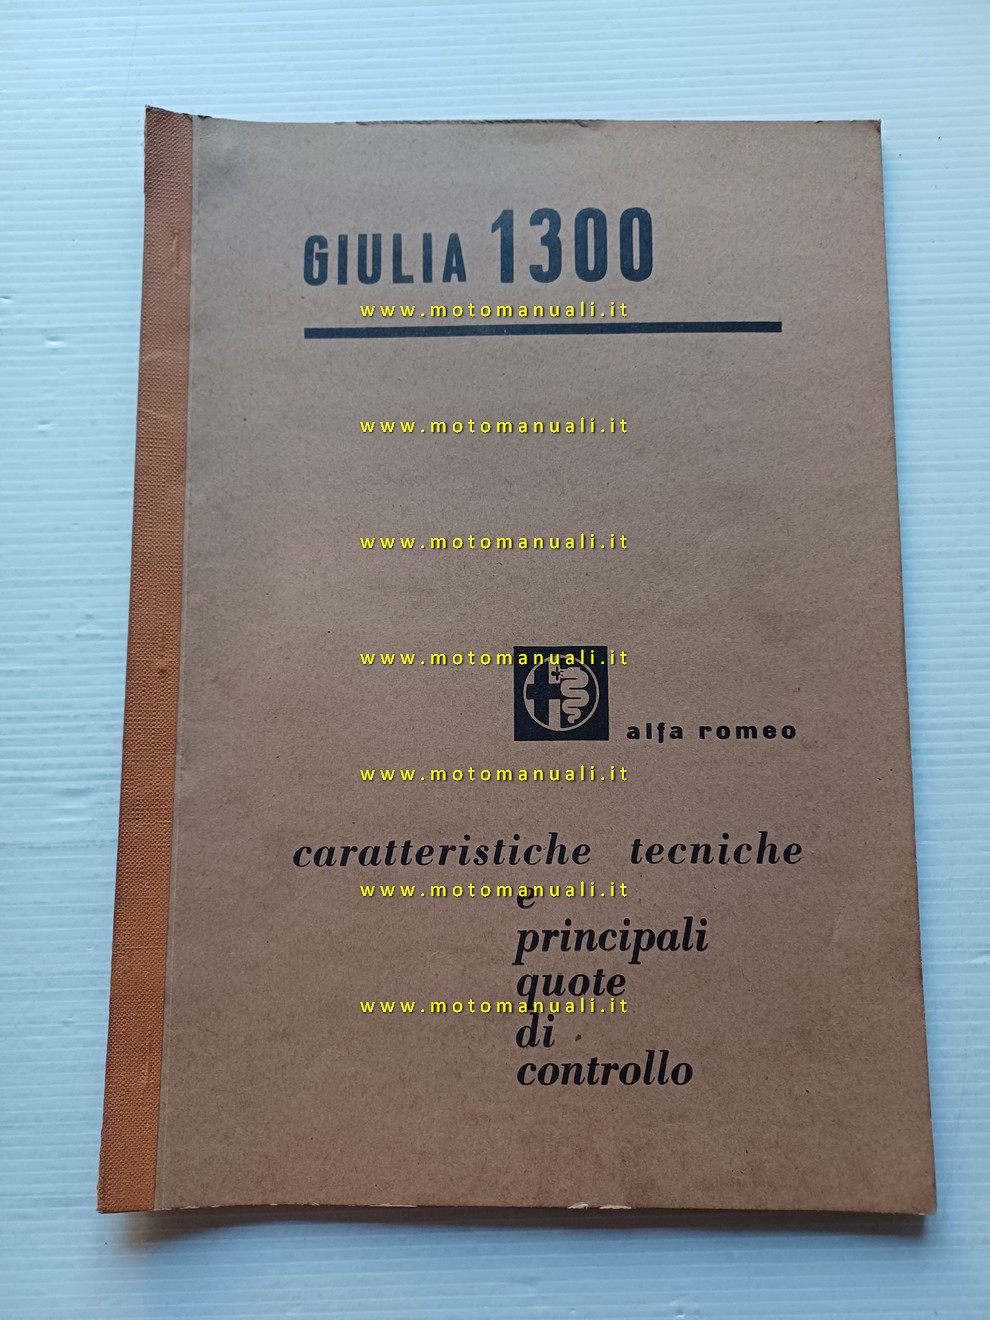 GIULIA 1300
www.motomanuali.it
www.motomanuali.it
www.motomanuali.it
www.motomanuali.it
alfa romeo
www.motomanuali.it
caratteristiche tecniche
www.motomanuali.it
e
principali
quote
www.motomanuali.it
di
controllo